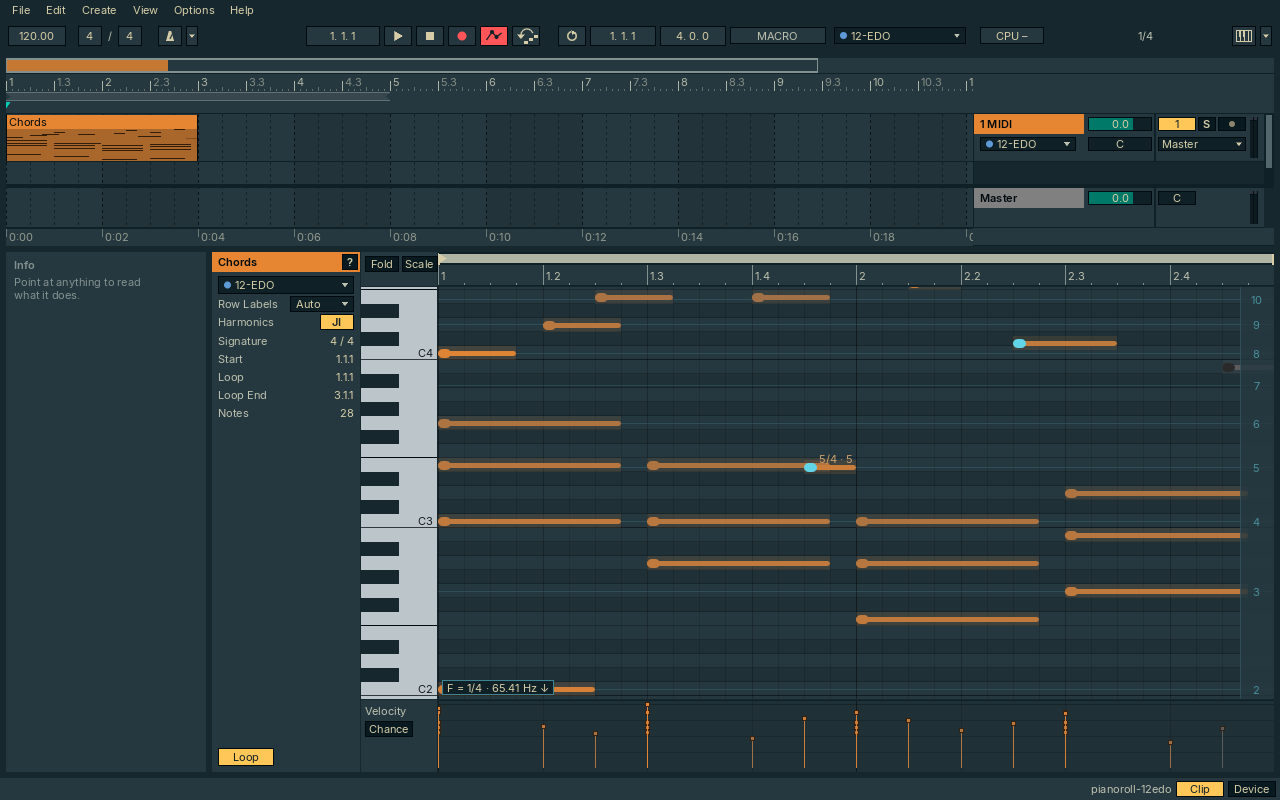 File Edit Create View Options Help
120.00 4 / 4 1. 1. 1 1. 1. 1 4. 0. 0 MACRO 12-EDO CPU – 1/4
1 1.3 2 2.3 3 3.3 4 4.3 5 5.3 6 6.3 7 7.3 8 8.3 9 9.3 10 10.3 1
Chords
1 MIDI 0.0 1 S
12-EDO C Master
Master 0.0 C
0:00 0:02 0:04 0:06 0:08 0:10 0:12 0:14 0:16 0:18
Info
Point at anything to read
what it does.
Chords ?
12-EDO
Row Labels Auto
Harmonics JI
Signature 4 / 4
Start 1.1.1
Loop 1.1.1
Loop End 3.1.1
Notes 28
Loop
Fold Scale
1 1.2 1.3 1.4 2 2.2 2.3 2.4
10
9
C4 8
7
6
5/4 · 5
5
C3 4
3
C2 F = 1/4 · 65.41 Hz ↓ 2
Velocity
Chance
pianoroll-12edo Clip Device